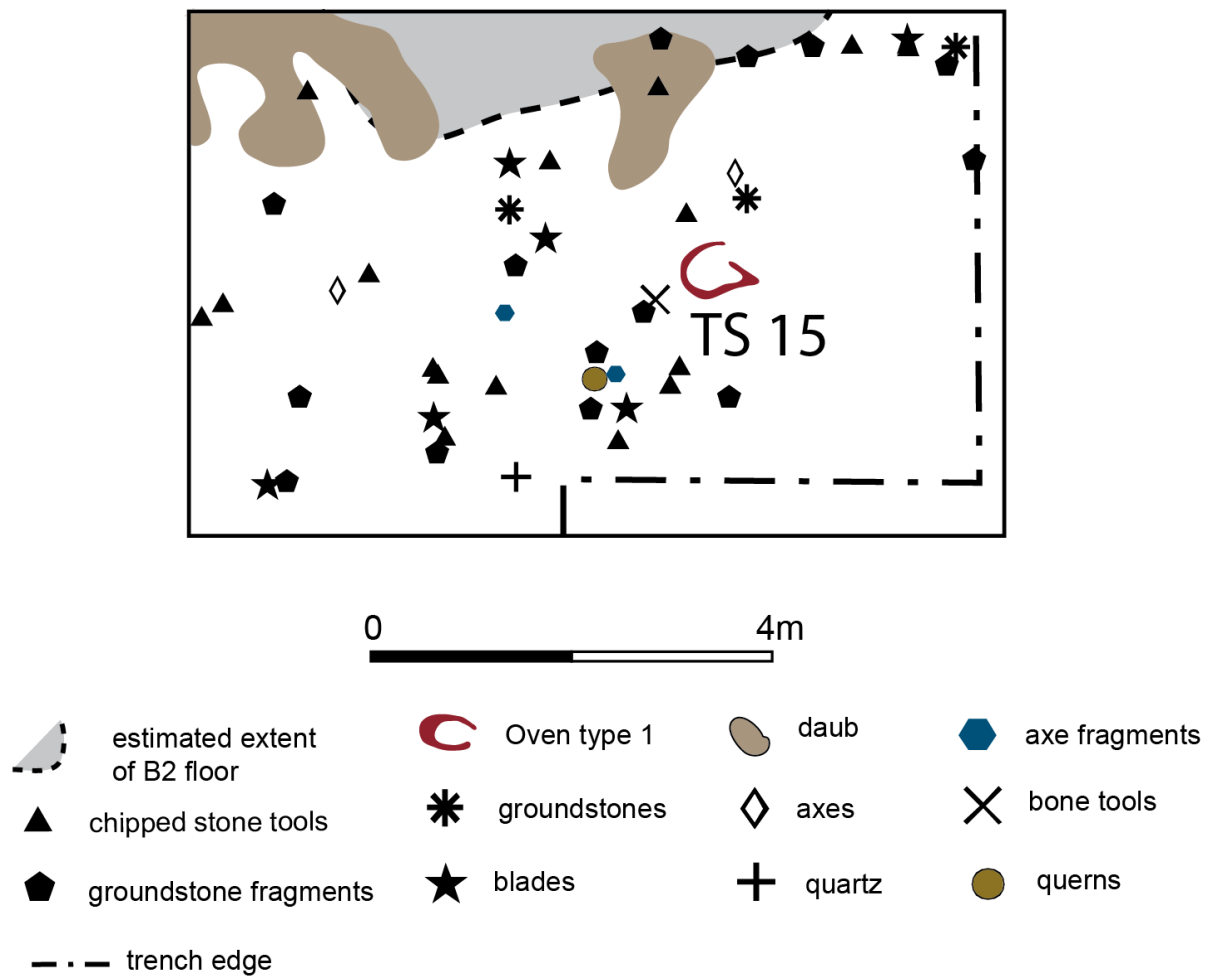 TS 15
0 4m
estimated extent
of B2 floor
Oven type 1
daub
axe fragments
chipped stone tools
groundstones
axes
bone tools
groundstone fragments
blades
quartz
querns
trench edge